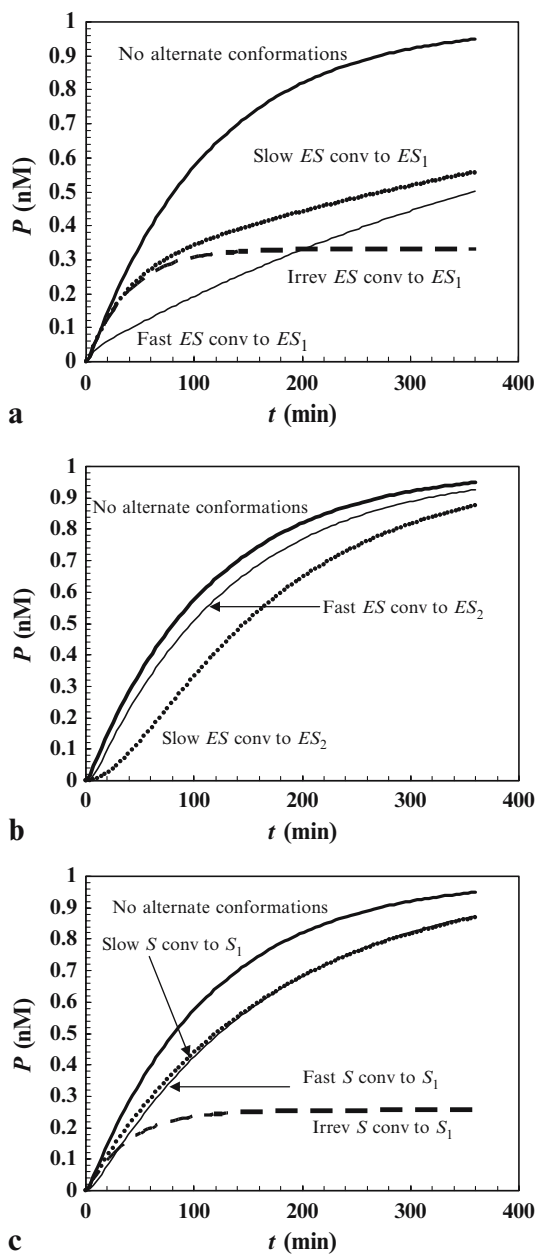 1
0.9
0.8
0.7
0.6
0.5
0.4
0.3
0.2
0.1
0
P (nM)
No alternate conformations
Slow ES conv to ES1
Irrev ES conv to ES1
Fast ES conv to ES1
0 100 200 300 400
t (min)
a
1
0.9
0.8
0.7
0.6
0.5
0.4
0.3
0.2
0.1
0
P (nM)
No alternate conformations
Fast ES conv to ES2
Slow ES conv to ES2
0 100 200 300 400
t (min)
b
1
0.9
0.8
0.7
0.6
0.5
0.4
0.3
0.2
0.1
0
P (nM)
No alternate conformations
Slow S conv to S1
Fast S conv to S1
Irrev S conv to S1
0 100 200 300 400
t (min)
c